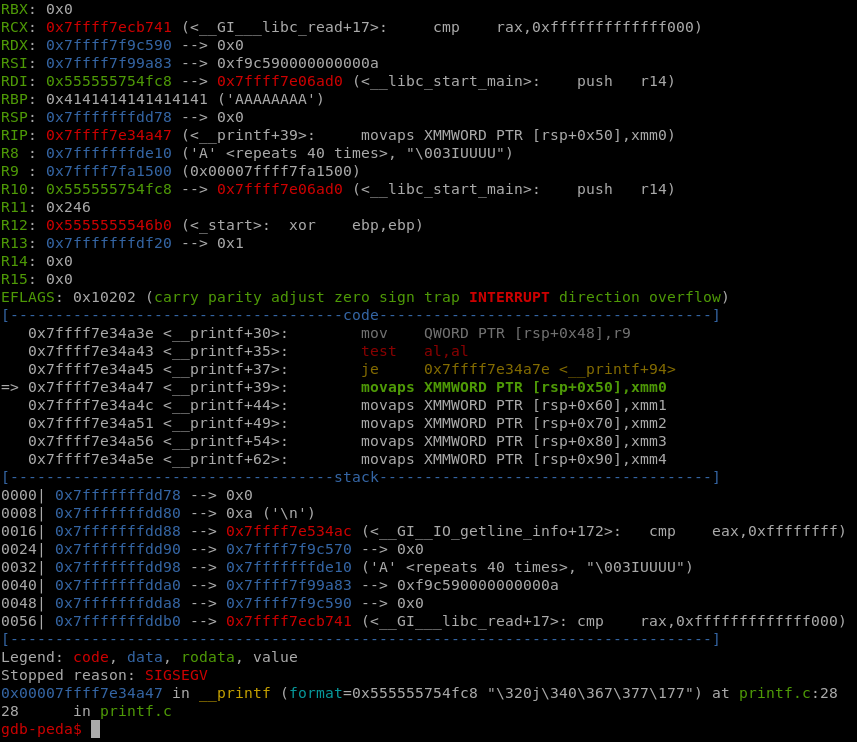 RBX: 0x0
RCX: 0x7ffff7ecb741 (<__GI___libc_read+17>:     cmp    rax,0xfffffffffffff000)
RDX: 0x7ffff7f9c590 --> 0x0
RSI: 0x7ffff7f99a83 --> 0xf9c590000000000a
RDI: 0x555555754fc8 --> 0x7ffff7e06ad0 (<__libc_start_main>:    push   r14)
RBP: 0x4141414141414141 ('AAAAAAAA')
RSP: 0x7fffffffdd78 --> 0x0
RIP: 0x7ffff7e34a47 (<__printf+39>:     movaps XMMWORD PTR [rsp+0x50],xmm0)
R8 : 0x7fffffffde10 ('A' <repeats 40 times>, "\003IUUUU")
R9 : 0x7ffff7fa1500 (0x00007ffff7fa1500)
R10: 0x555555754fc8 --> 0x7ffff7e06ad0 (<__libc_start_main>:    push   r14)
R11: 0x246
R12: 0x5555555546b0 (<_start>:  xor    ebp,ebp)
R13: 0x7fffffffdf20 --> 0x1
R14: 0x0
R15: 0x0
EFLAGS: 0x10202 (carry parity adjust zero sign trap INTERRUPT direction overflow)
[-------------------------------------code-------------------------------------]
   0x7ffff7e34a3e <__printf+30>:        mov    QWORD PTR [rsp+0x48],r9
   0x7ffff7e34a43 <__printf+35>:        test   al,al
   0x7ffff7e34a45 <__printf+37>:        je     0x7ffff7e34a7e <__printf+94>
=> 0x7ffff7e34a47 <__printf+39>:        movaps XMMWORD PTR [rsp+0x50],xmm0
   0x7ffff7e34a4c <__printf+44>:        movaps XMMWORD PTR [rsp+0x60],xmm1
   0x7ffff7e34a51 <__printf+49>:        movaps XMMWORD PTR [rsp+0x70],xmm2
   0x7ffff7e34a56 <__printf+54>:        movaps XMMWORD PTR [rsp+0x80],xmm3
   0x7ffff7e34a5e <__printf+62>:        movaps XMMWORD PTR [rsp+0x90],xmm4
[------------------------------------stack-------------------------------------]
0000| 0x7fffffffdd78 --> 0x0
0008| 0x7fffffffdd80 --> 0xa ('\n')
0016| 0x7fffffffdd88 --> 0x7ffff7e534ac (<__GI__IO_getline_info+172>:   cmp    eax,0xffffffff)
0024| 0x7fffffffdd90 --> 0x7ffff7f9c570 --> 0x0
0032| 0x7fffffffdd98 --> 0x7fffffffde10 ('A' <repeats 40 times>, "\003IUUUU")
0040| 0x7fffffffdda0 --> 0x7ffff7f99a83 --> 0xf9c590000000000a
0048| 0x7fffffffdda8 --> 0x7ffff7f9c590 --> 0x0
0056| 0x7fffffffddb0 --> 0x7ffff7ecb741 (<__GI___libc_read+17>: cmp    rax,0xfffffffffffff000)
[------------------------------------------------------------------------------]
Legend: code, data, rodata, value
Stopped reason: SIGSEGV
0x00007ffff7e34a47 in __printf (format=0x555555754fc8 "\320j\340\367\377\177") at printf.c:28
28      in printf.c
gdb-peda$